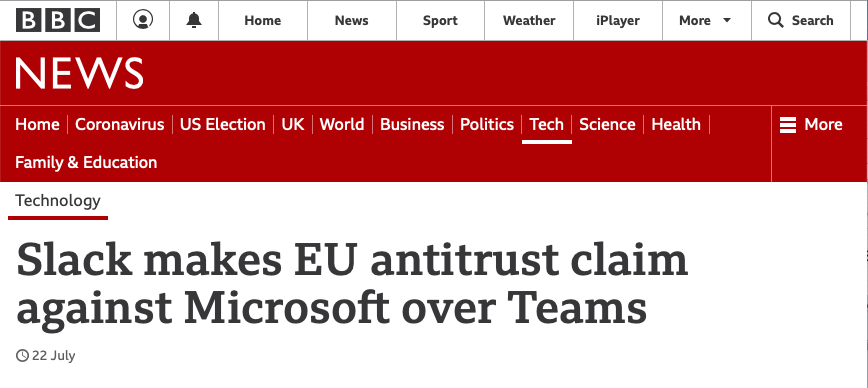 BBC Home News Sport Weather iPlayer More Search
NEWS
Home Coronavirus US Election UK World Business Politics Tech Science Health More
Family & Education
Technology
Slack makes EU antitrust claim
against Microsoft over Teams
22 July